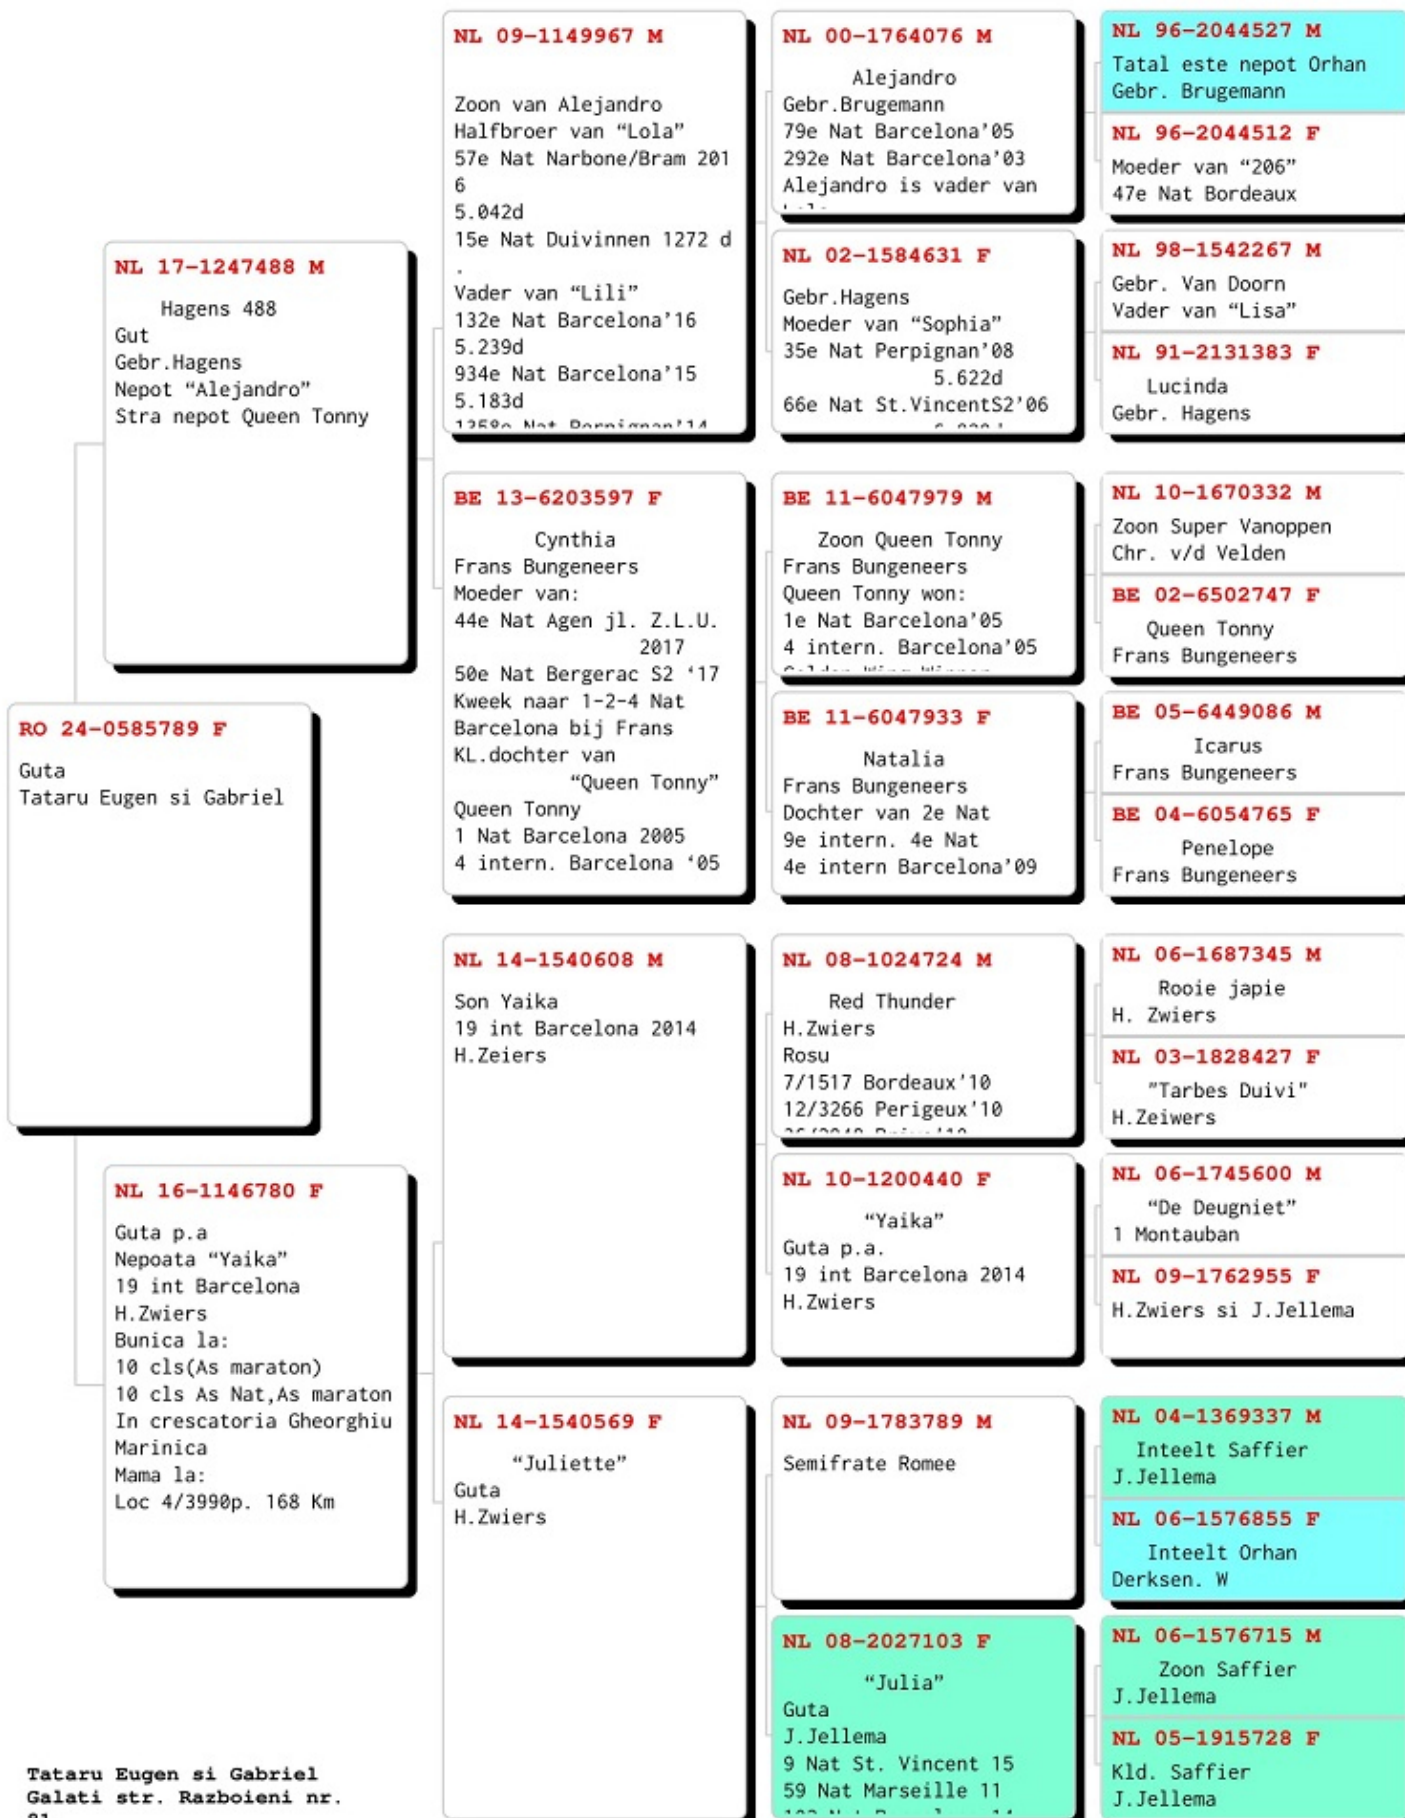 RO 24-0585789 F
Guta
Tataru Eugen si Gabriel
NL 17-1247488 M
Hagens 488
Gut
Gebr.Hagens
Nepot “Alejandro”
Stra nepot Queen Tonny
NL 16-1146780 F
Guta p.a
Nepoata “Yaika”
19 int Barcelona
H.Zwiers
Bunica la:
10 cls(As maraton)
10 cls As Nat,As maraton
In crescatoria Gheorghiu
Marinica
Mama la:
Loc 4/3990p. 168 Km
NL 09-1149967 M
Zoon van Alejandro
Halfbroer van “Lola”
57e Nat Narbone/Bram 201
6
5.042d
15e Nat Duivinnen 1272 d
.
Vader van “Lili”
132e Nat Barcelona’16
5.239d
934e Nat Barcelona’15
5.183d
1358e Nat Perpignan’14
BE 13-6203597 F
Cynthia
Frans Bungeneers
Moeder van:
44e Nat Agen jl. Z.L.U.
2017
50e Nat Bergerac S2 ‘17
Kweek naar 1-2-4 Nat
Barcelona bij Frans
KL.dochter van
“Queen Tonny”
Queen Tonny
1 Nat Barcelona 2005
4 intern. Barcelona ‘05
NL 14-1540608 M
Son Yaika
19 int Barcelona 2014
H.Zeiers
NL 14-1540569 F
“Juliette”
Guta
H.Zwiers
NL 00-1764076 M
Alejandro
Gebr.Brugemann
79e Nat Barcelona’05
292e Nat Barcelona’03
Alejandro is vader van
NL 02-1584631 F
Gebr.Hagens
Moeder van “Sophia”
35e Nat Perpignan’08
5.622d
66e Nat St.VincentS2’06
BE 11-6047979 M
Zoon Queen Tonny
Frans Bungeneers
Queen Tonny won:
1e Nat Barcelona’05
4 intern. Barcelona’05
BE 11-6047933 F
Natalia
Frans Bungeneers
Dochter van 2e Nat
9e intern. 4e Nat
4e intern Barcelona’09
NL 08-1024724 M
Red Thunder
H.Zwiers
Rosu
7/1517 Bordeaux’10
12/3266 Perigeux’10
NL 10-1200440 F
“Yaika”
Guta p.a.
19 int Barcelona 2014
H.Zwiers
NL 09-1783789 M
Semifrate Romee
NL 08-2027103 F
“Julia”
Guta
J.Jellema
9 Nat St. Vincent 15
59 Nat Marseille 11
NL 96-2044527 M
Tatal este nepot Orhan
Gebr. Brugemann
NL 96-2044512 F
Moeder van “206”
47e Nat Bordeaux
NL 98-1542267 M
Gebr. Van Doorn
Vader van “Lisa”
NL 91-2131383 F
Lucinda
Gebr. Hagens
NL 10-1670332 M
Zoon Super Vanoppen
Chr. v/d Velden
BE 02-6502747 F
Queen Tonny
Frans Bungeneers
BE 05-6449086 M
Icarus
Frans Bungeneers
BE 04-6054765 F
Penelope
Frans Bungeneers
NL 06-1687345 M
Rooie japie
H. Zwiers
NL 03-1828427 F
"Tarbes Duivi"
H.Zeiwers
NL 06-1745600 M
“De Deugniet”
1 Montauban
NL 09-1762955 F
H.Zwiers si J.Jellema
NL 04-1369337 M
Inteelt Saffier
J.Jellema
NL 06-1576855 F
Inteelt Orhan
Derksen. W
NL 06-1576715 M
Zoon Saffier
J.Jellema
NL 05-1915728 F
Kld. Saffier
J.Jellema
Tataru Eugen si Gabriel
Galati str. Razboieni nr.